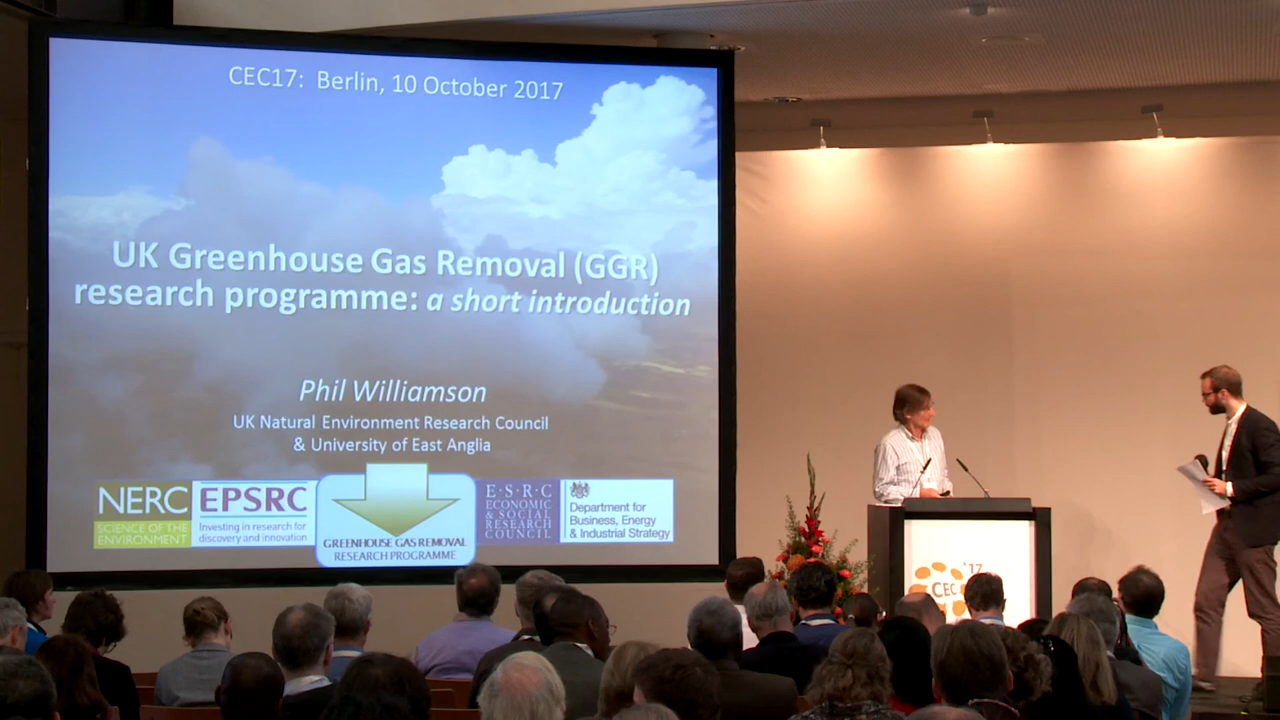 CEC17: Berlin, 10 October 2017
UK Greenhouse Gas Removal (GGR)
research programme: a short introduction
Phil Williamson
UK Natural Environment Research Council
& University of East Anglia
NERC
SCIENCE OF THE
ENVIRONMENT
EPSRC
Investing in research for
discovery and innovation
GREENHOUSE GAS REMOVAL
RESEARCH PROGRAMME
E·S·R·C
ECONOMIC
& SOCIAL
RESEARCH
COUNCIL
Department for
Business, Energy
& Industrial Strategy
CEC '17